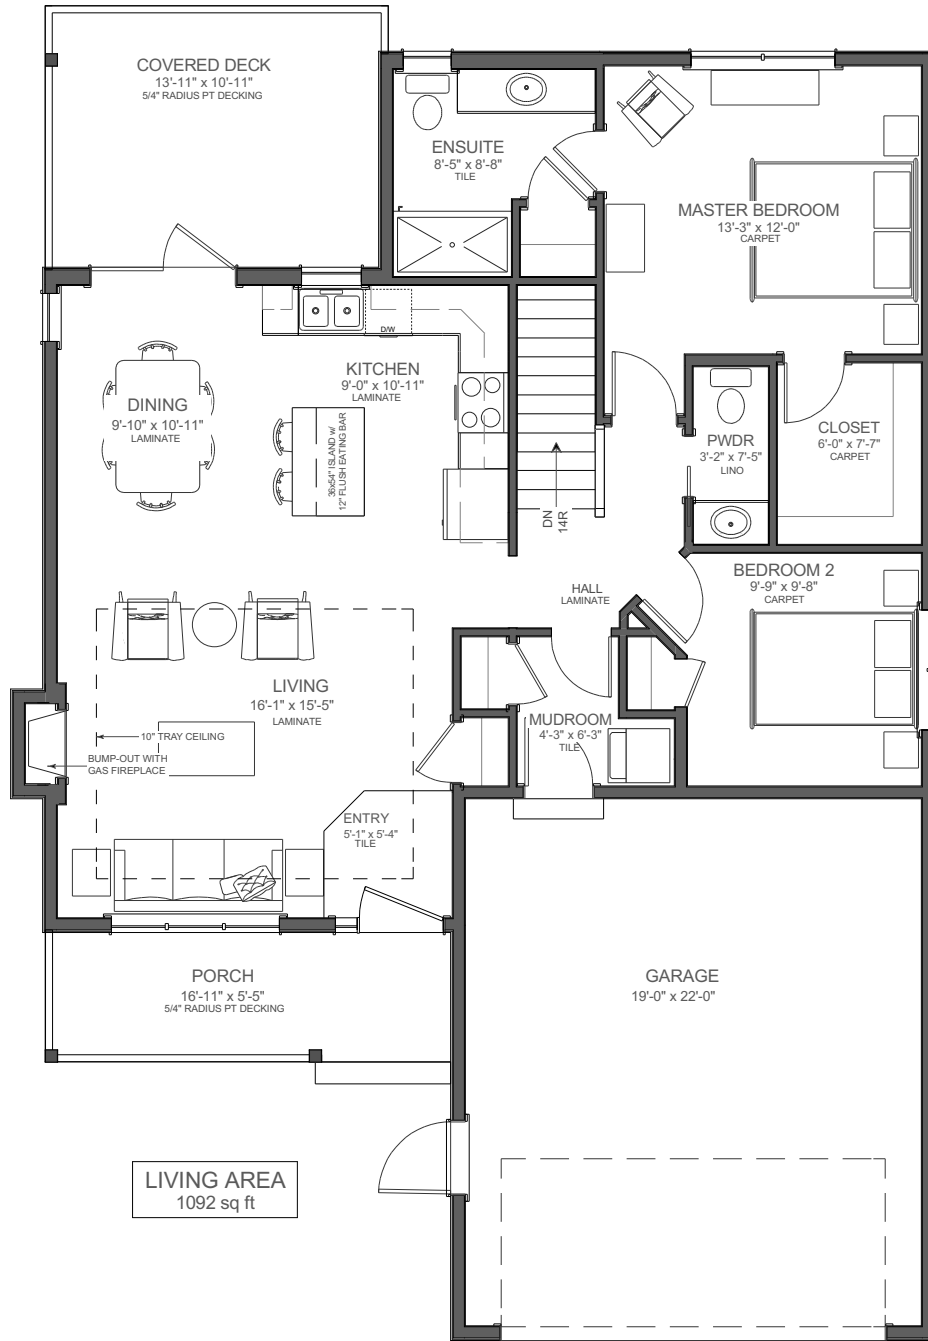 COVERED DECK
13'-11" x 10'-11"
5/4" RADIUS PT DECKING
ENSUITE
8'-5" x 8'-8"
TILE
MASTER BEDROOM
13'-3" x 12'-0"
CARPET
D/W
KITCHEN
9'-0" x 10'-11"
LAMINATE
DINING
9'-10" x 10'-11"
LAMINATE
36x54" ISLAND w/
12" FLUSH EATING BAR
DN
14R
PWDR
3'-2" x 7'-5"
LINO
CLOSET
6'-0" x 7'-7"
CARPET
HALL
LAMINATE
BEDROOM 2
9'-9" x 9'-8"
CARPET
LIVING
16'-1" x 15'-5"
LAMINATE
10" TRAY CEILING
BUMP-OUT WITH
GAS FIREPLACE
MUDROOM
4'-3" x 6'-3"
TILE
ENTRY
5'-1" x 5'-4"
TILE
PORCH
16'-11" x 5'-5"
5/4" RADIUS PT DECKING
GARAGE
19'-0" x 22'-0"
LIVING AREA
1092 sq ft